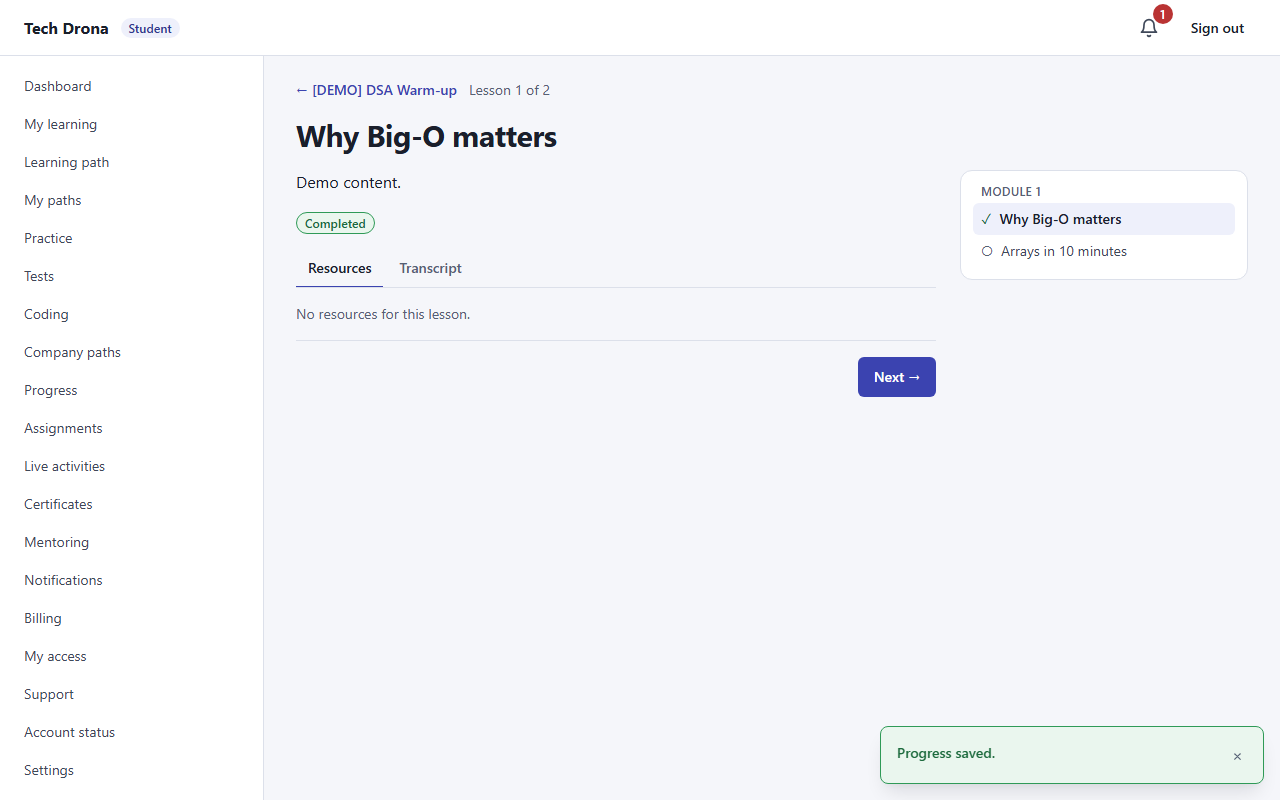 Tech Drona
Student
1
Sign out
Dashboard
My learning
Learning path
My paths
Practice
Tests
Coding
Company paths
Progress
Assignments
Live activities
Certificates
Mentoring
Notifications
Billing
My access
Support
Account status
Settings
← [DEMO] DSA Warm-up Lesson 1 of 2
Why Big-O matters
Demo content.
Completed
Resources Transcript
No resources for this lesson.
Next →
MODULE 1
✓ Why Big-O matters
○ Arrays in 10 minutes
Progress saved. ×